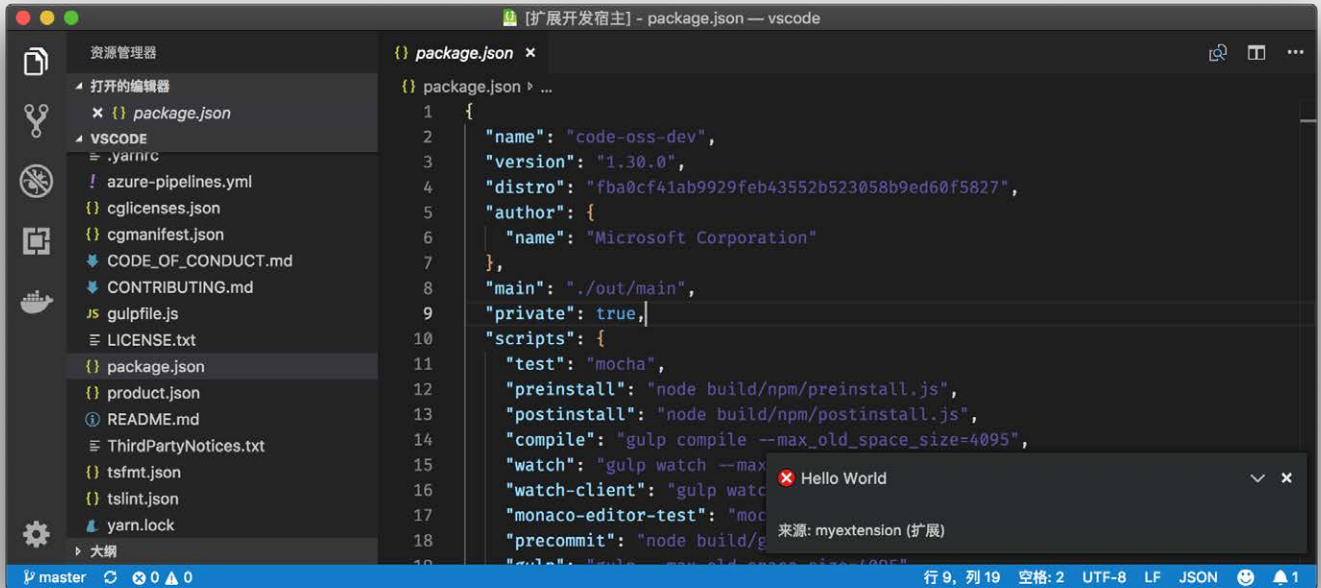 [扩展开发宿主] - package.json — vscode
资源管理器
打开的编辑器
{} package.json
VSCODE
.yarnrc
! azure-pipelines.yml
{} cglicenses.json
{} cgmanifest.json
CODE_OF_CONDUCT.md
CONTRIBUTING.md
JS gulpfile.js
LICENSE.txt
{} package.json
{} product.json
README.md
ThirdPartyNotices.txt
{} tsfmt.json
{} tslint.json
yarn.lock
大纲
{} package.json ×
{} package.json ▹ ...
1 {
2 "name": "code-oss-dev",
3 "version": "1.30.0",
4 "distro": "fba0cf41ab9929feb43552b523058b9ed60f5827",
5 "author": {
6 "name": "Microsoft Corporation"
7 },
8 "main": "./out/main",
9 "private": true,
10 "scripts": {
11 "test": "mocha",
12 "preinstall": "node build/npm/preinstall.js",
13 "postinstall": "node build/npm/postinstall.js",
14 "compile": "gulp compile --max_old_space_size=4095",
15 "watch": "gulp watch --max
16 "watch-client": "gulp watc
17 "monaco-editor-test": "moc
18 "precommit": "node build/g
Hello World
来源: myextension (扩展)
master 0 0 行 9, 列 19 空格: 2 UTF-8 LF JSON 1